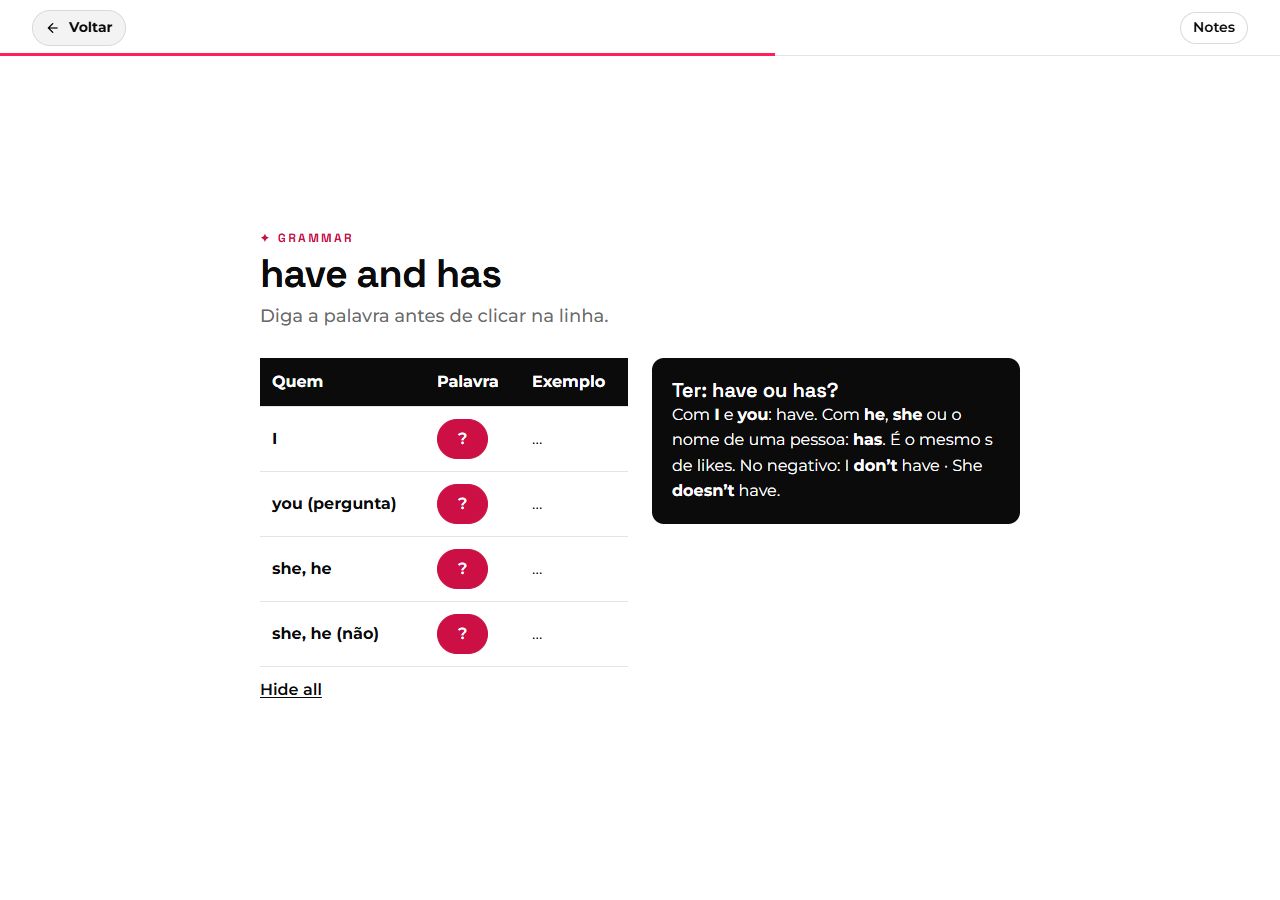 ← Voltar
Notes
✦ GRAMMAR
have and has
Diga a palavra antes de clicar na linha.
Quem Palavra Exemplo
I ? ...
you (pergunta) ? ...
she, he ? ...
she, he (não) ? ...
Hide all
Ter: have ou has?
Com I e you: have. Com he, she ou o
nome de uma pessoa: has. É o mesmo s
de likes. No negativo: I don’t have · She
doesn’t have.